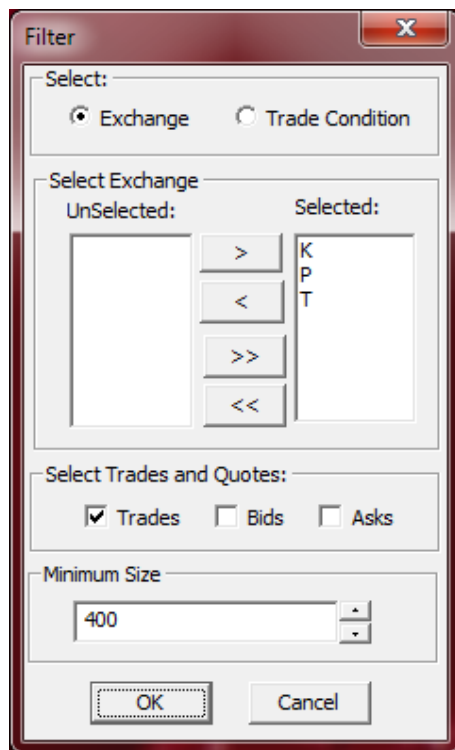 Filter
X
Select:
Exchange Trade Condition
Select Exchange
UnSelected: Selected:
>
<
>>
<<
K
P
T
Select Trades and Quotes:
Trades Bids Asks
Minimum Size
400
OK Cancel